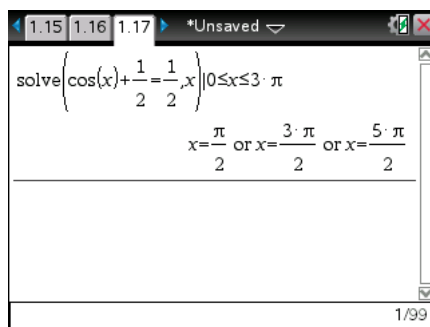 1.15 1.16 1.17 *Unsaved
solve(cos(x)+1/2=1/2,x)|0≤x≤3·π
x=π/2 or x=3·π/2 or x=5·π/2
1/99